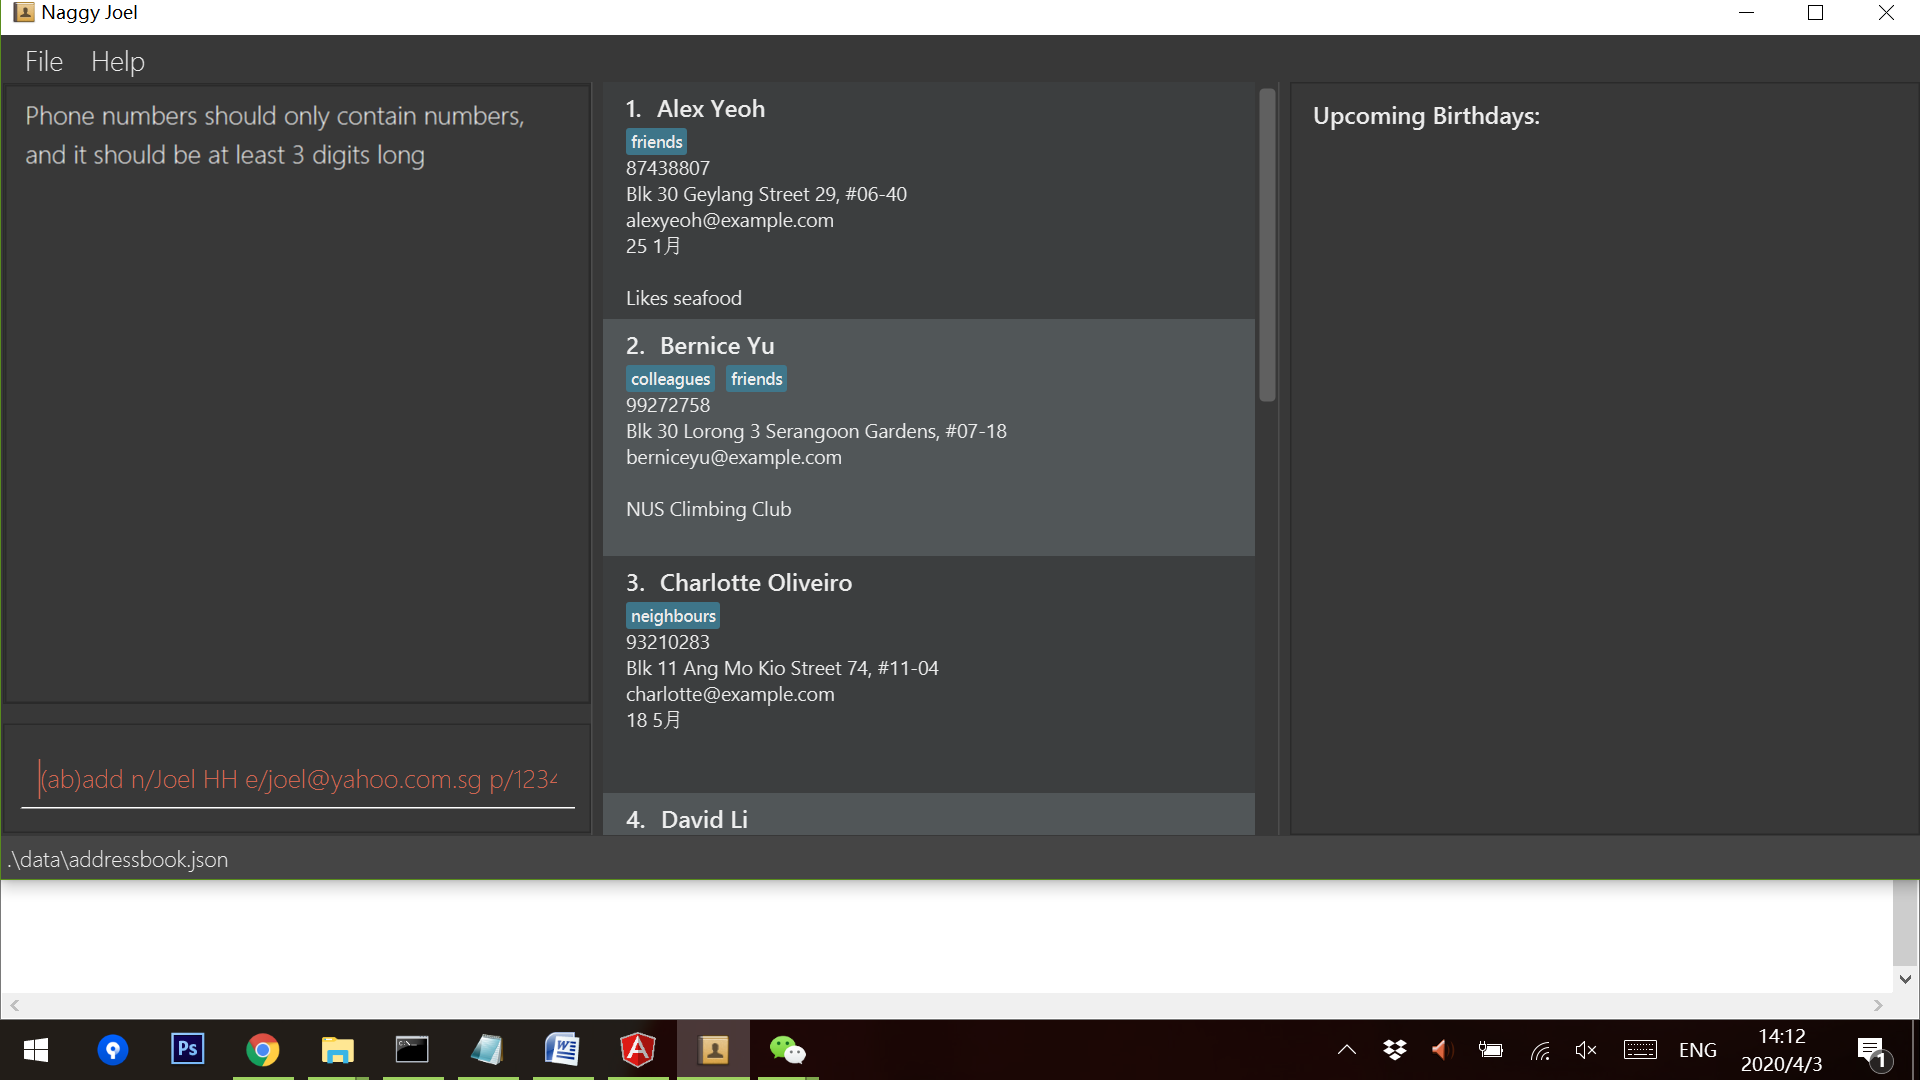 Naggy Joel
File Help
Phone numbers should only contain numbers,
and it should be at least 3 digits long
(ab)add n/Joel HH e/joel@yahoo.com.sg p/1234
1. Alex Yeoh
friends
87438807
Blk 30 Geylang Street 29, #06-40
alexyeoh@example.com
25 1月
Likes seafood
2. Bernice Yu
colleagues friends
99272758
Blk 30 Lorong 3 Serangoon Gardens, #07-18
berniceyu@example.com
NUS Climbing Club
3. Charlotte Oliveiro
neighbours
93210283
Blk 11 Ang Mo Kio Street 74, #11-04
charlotte@example.com
18 5月
4. David Li
Upcoming Birthdays:
.\data\addressbook.json
Ps
ENG
14:12
2020/4/3
1